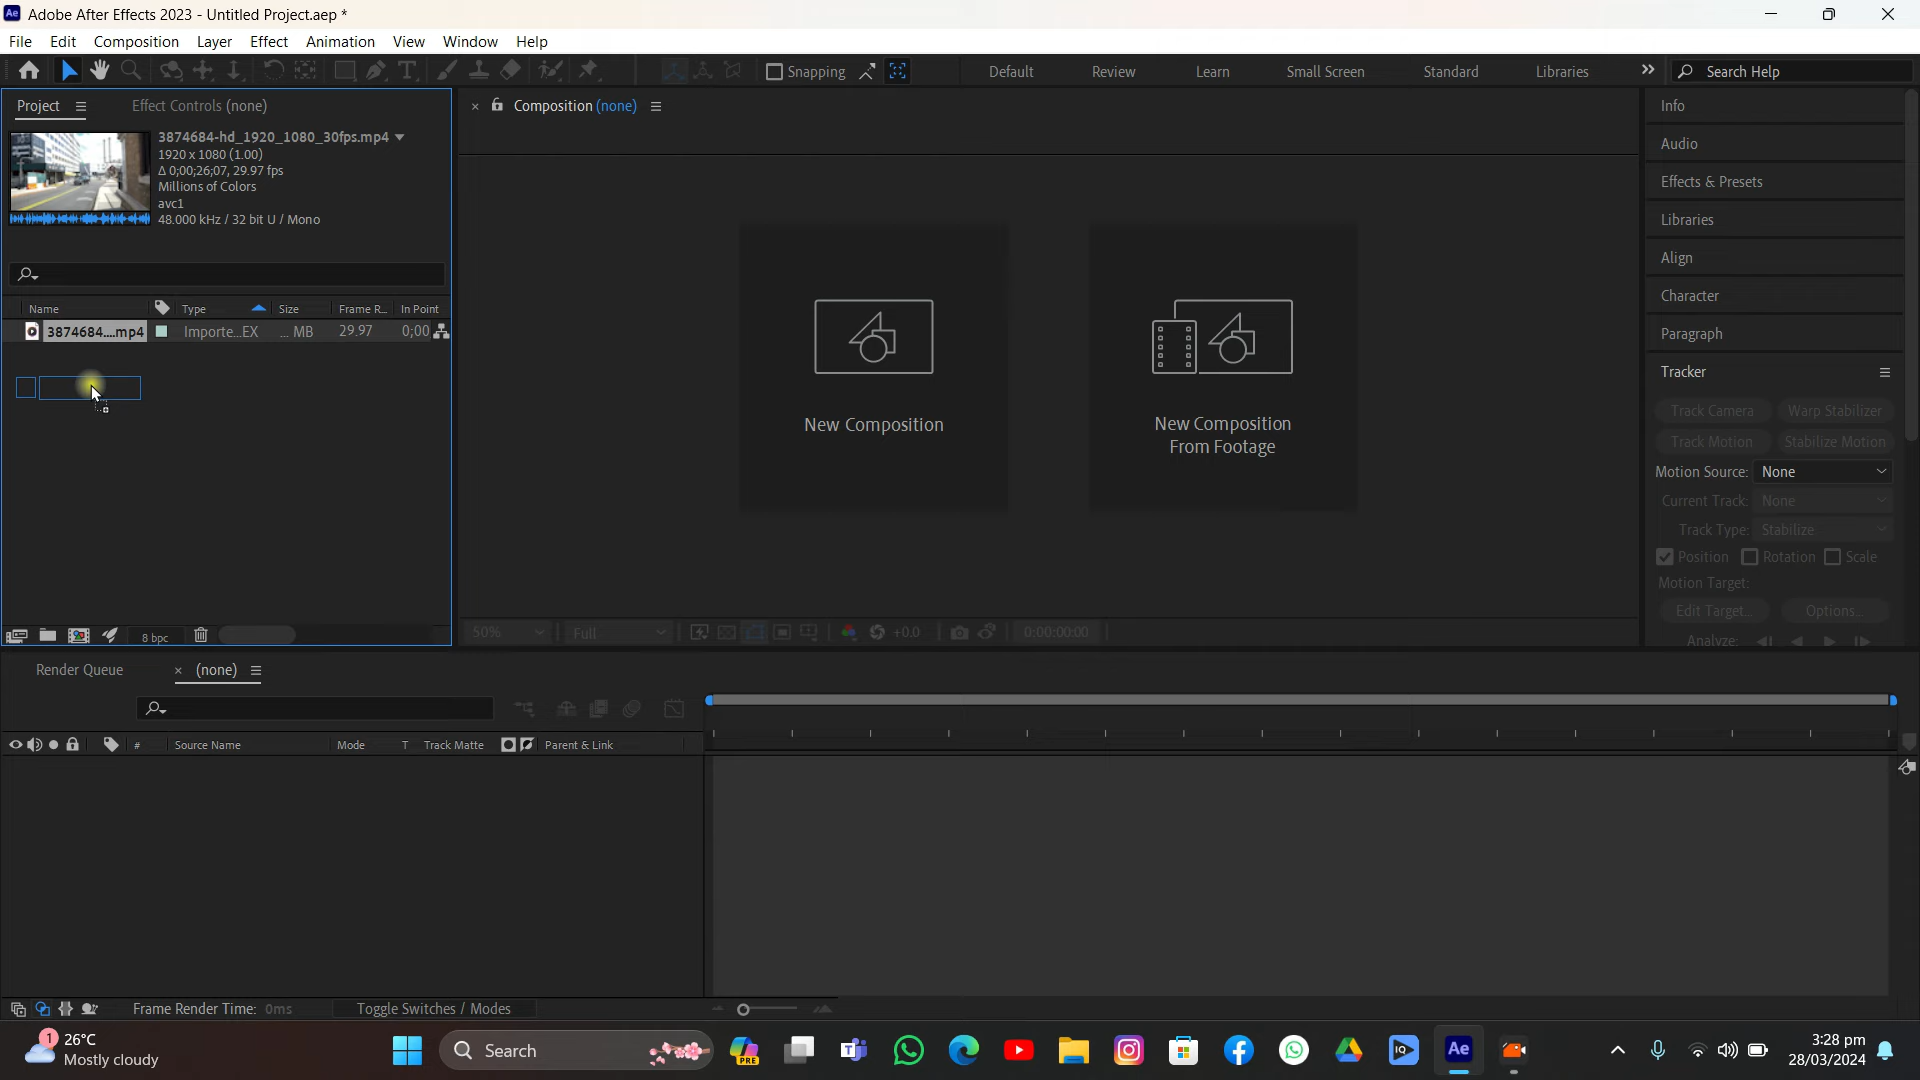 Ae Adobe After Effects 2023 - Untitled Project.aep *
File Edit Composition Layer Effect Animation View Window Help
Snapping Default Review Learn Small Screen Standard Libraries Search Help
Project Effect Controls (none)
Composition (none)
3874684-hd_1920_1080_30fps.mp4
1920 x 1080 (1.00)
Δ 0;00;26;07, 29.97 fps
Millions of Colors
avc1
48.000 kHz / 32 bit U / Mono
Name Type Size Frame R... In Point
3874684....mp4 Importe...EX ... MB 29.97 0;00
8 bpc
New Composition
New Composition
From Footage
50% Full +0.0 0:00:00:00
Info
Audio
Effects & Presets
Libraries
Align
Character
Paragraph
Tracker
Track Camera Warp Stabilizer
Track Motion Stabilize Motion
Motion Source: None
Current Track: None
Track Type: Stabilize
Position Rotation Scale
Motion Target:
Edit Target... Options...
Analyze:
Render Queue (none)
# Source Name Mode T Track Matte Parent & Link
Frame Render Time: 0ms Toggle Switches / Modes
1 26°C
Mostly cloudy
Search
PRE
IQ
Ae
3:28 pm
28/03/2024